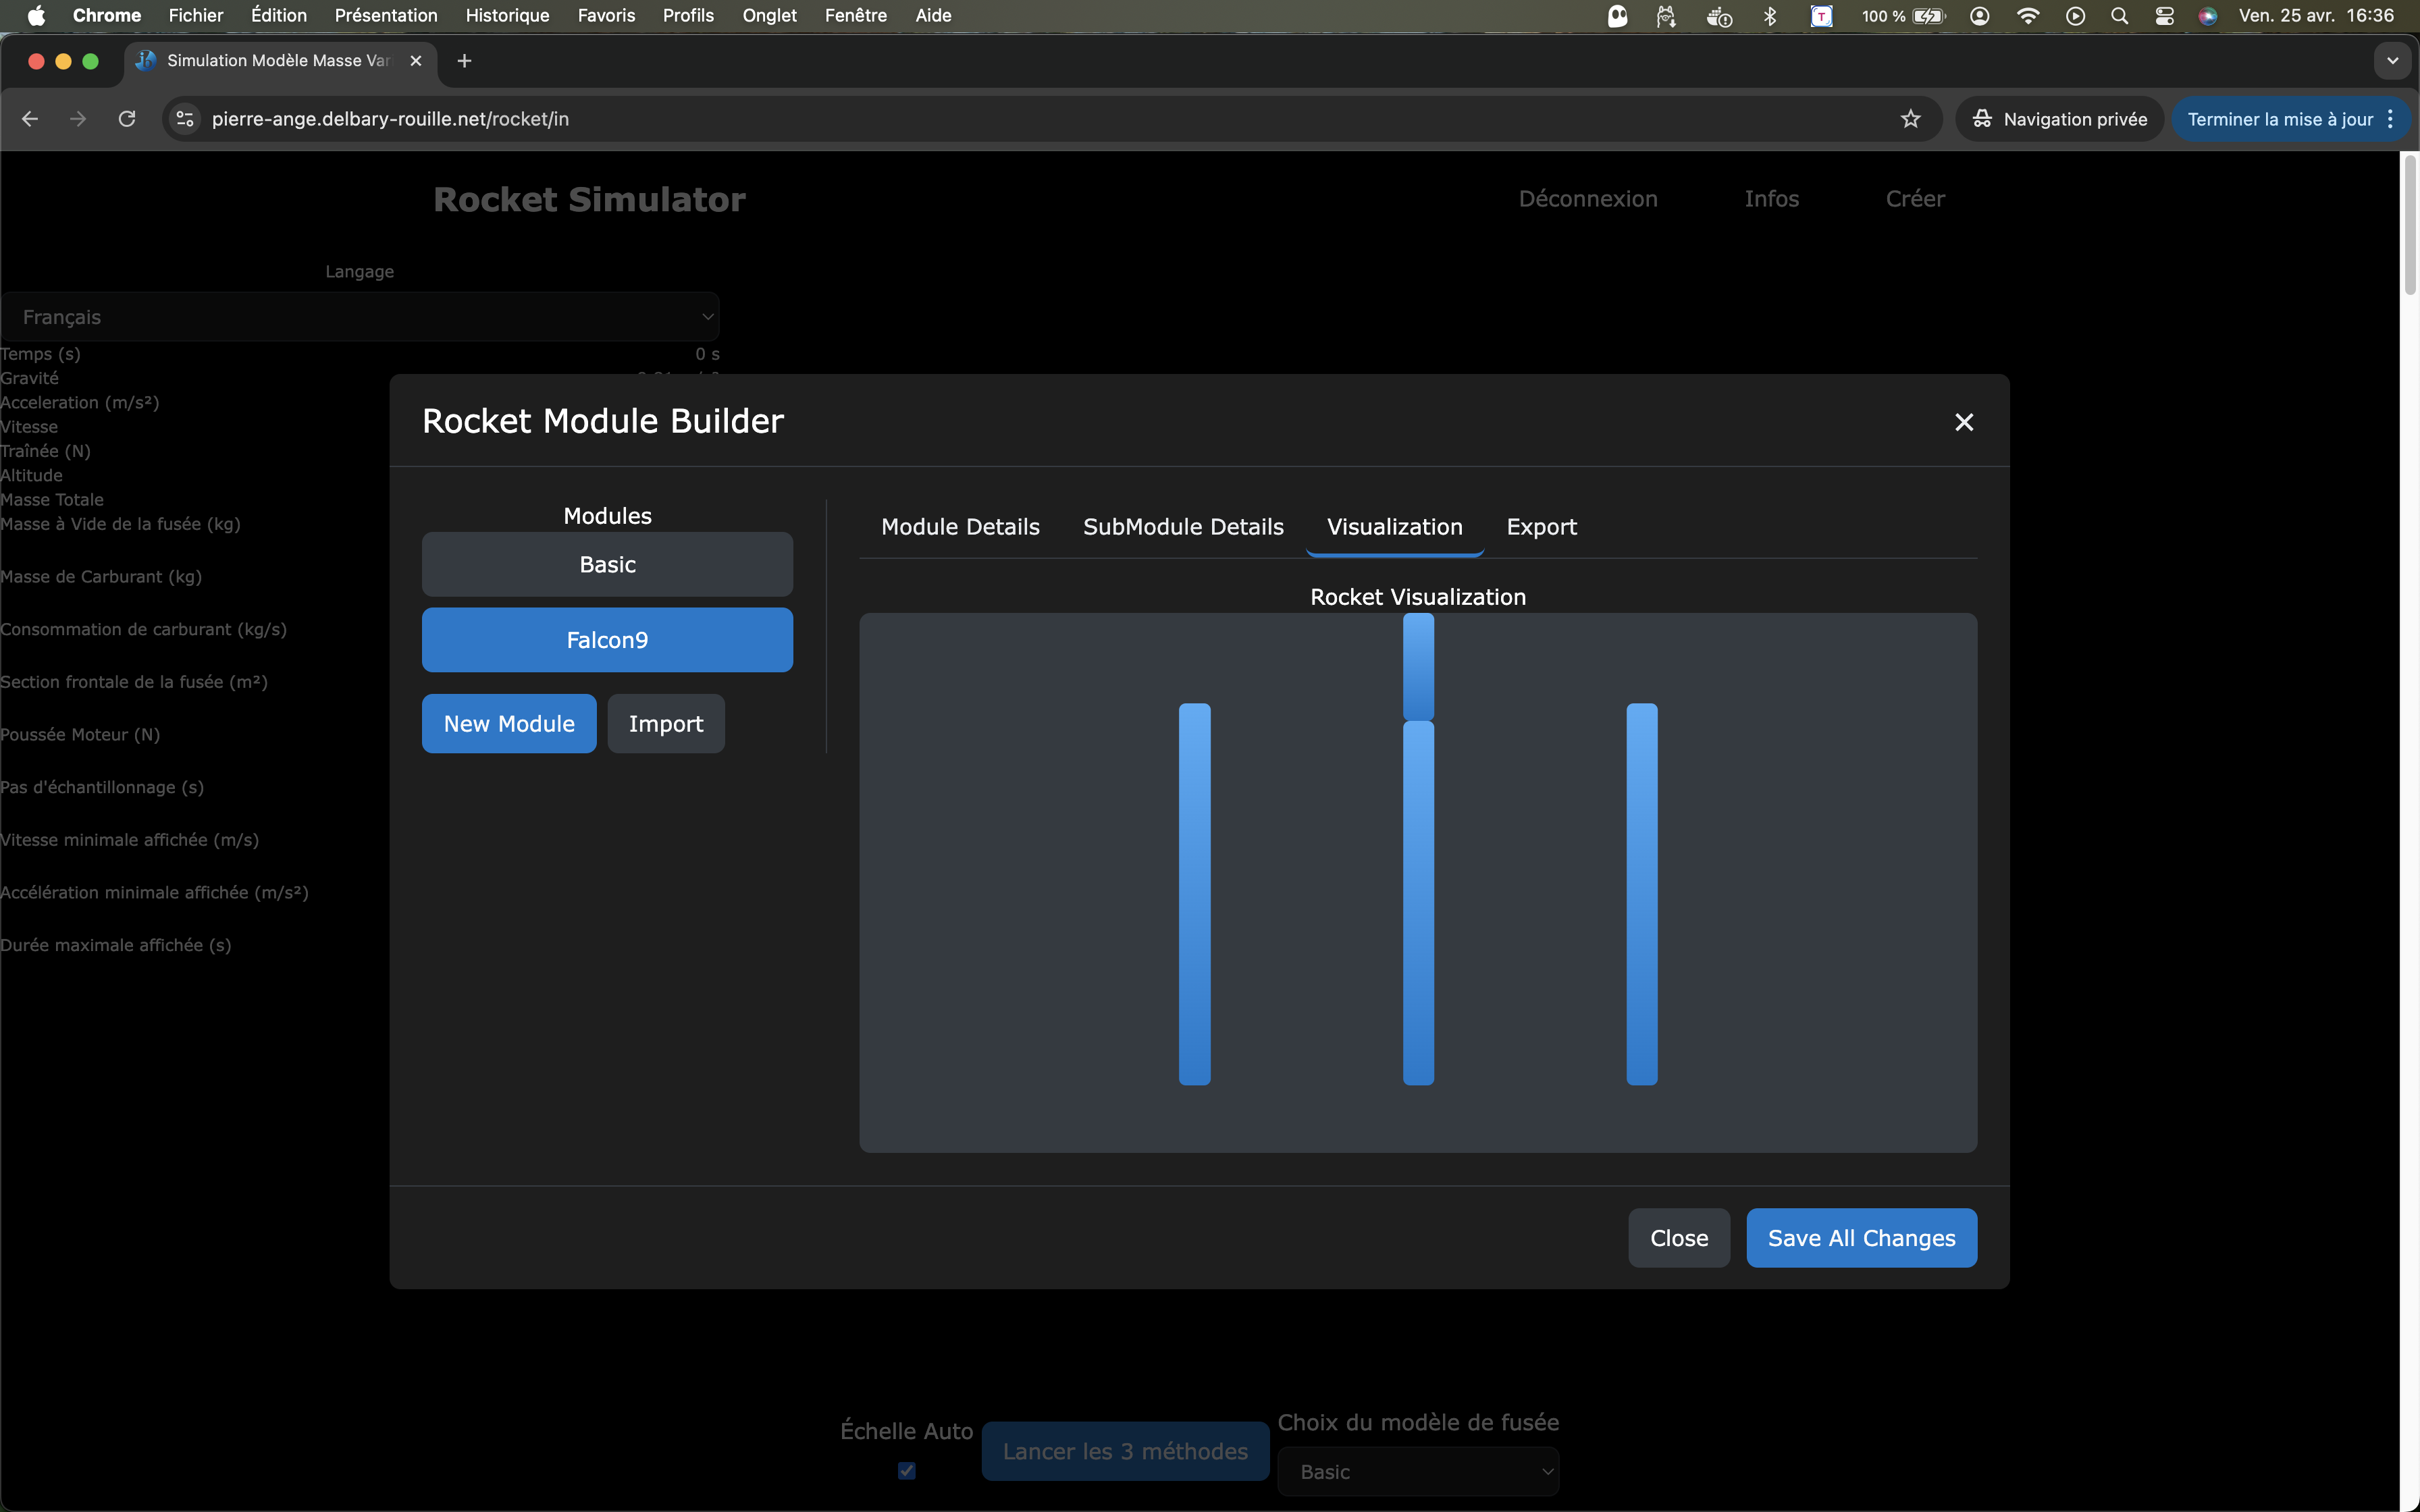 Chrome Fichier Édition Présentation Historique Favoris Profils Onglet Fenêtre Aide 100 % Ven. 25 avr. 16:36
Simulation Modèle Masse Var
pierre-ange.delbary-rouille.net/rocket/in Navigation privée Terminer la mise à jour
Rocket Simulator Déconnexion Infos Créer
Langage
Français
Temps (s) 0 s
Gravité
Acceleration (m/s²)
Vitesse
Traînée (N)
Altitude
Masse Totale
Masse à Vide de la fusée (kg)
Masse de Carburant (kg)
Consommation de carburant (kg/s)
Section frontale de la fusée (m²)
Poussée Moteur (N)
Pas d'échantillonnage (s)
Vitesse minimale affichée (m/s)
Accélération minimale affichée (m/s²)
Durée maximale affichée (s)
Rocket Module Builder
Modules
Basic
Falcon9
New Module Import
Module Details SubModule Details Visualization Export
Rocket Visualization
Close Save All Changes
Échelle Auto
Lancer les 3 méthodes
Choix du modèle de fusée
Basic